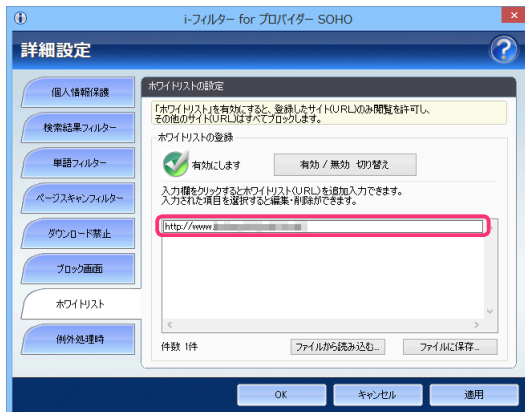 i-フィルター for プロバイダー SOHO
詳細設定
個人情報保護
検索結果フィルター
単語フィルター
ページスキャンフィルター
ダウンロード禁止
ブロック画面
ホワイトリスト
例外処理時
ホワイトリストの設定
「ホワイトリスト」を有効にすると、登録したサイト(URL)のみ閲覧を許可し、
その他のサイト(URL)はすべてブロックします。
ホワイトリストの登録
有効にします
有効 / 無効 切り替え
入力欄をクリックするとホワイトリスト(URL)を追加入力できます。
入力された項目を選択すると編集・削除ができます。
http://www.
件数 1件
ファイルから読み込む...
ファイルに保存...
OK
キャンセル
適用